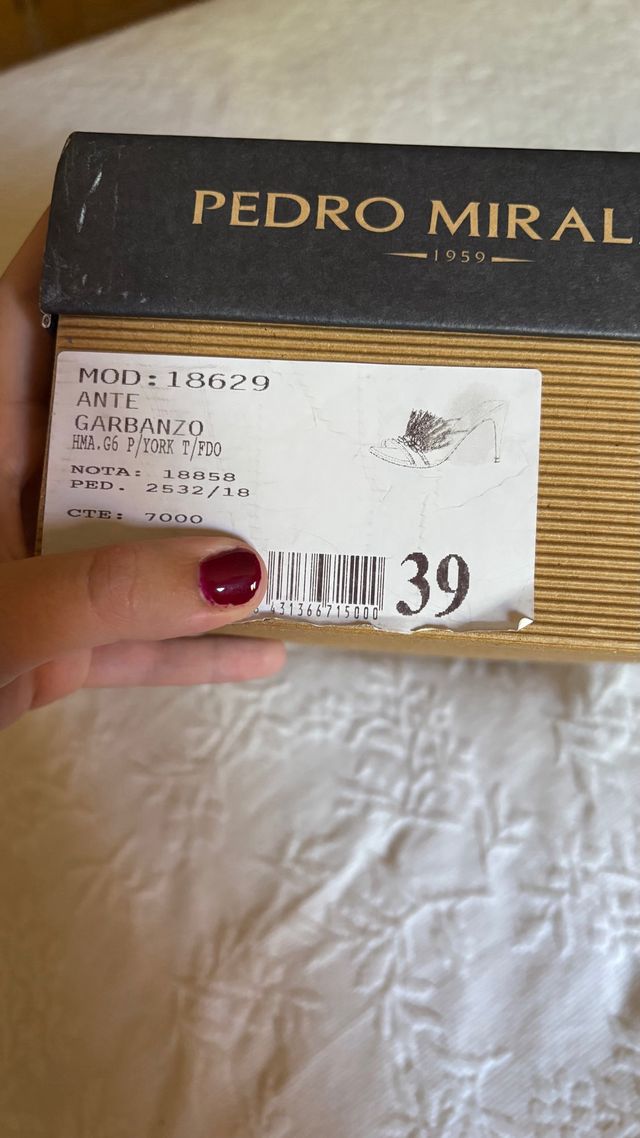 PEDRO MIRAL
1959
MOD:18629
ANTE
GARBANZO
HMA.G6 P/YORK T/FDO
NOTA: 18858
PED. 2532/18
CTE: 7000
431366715000
39